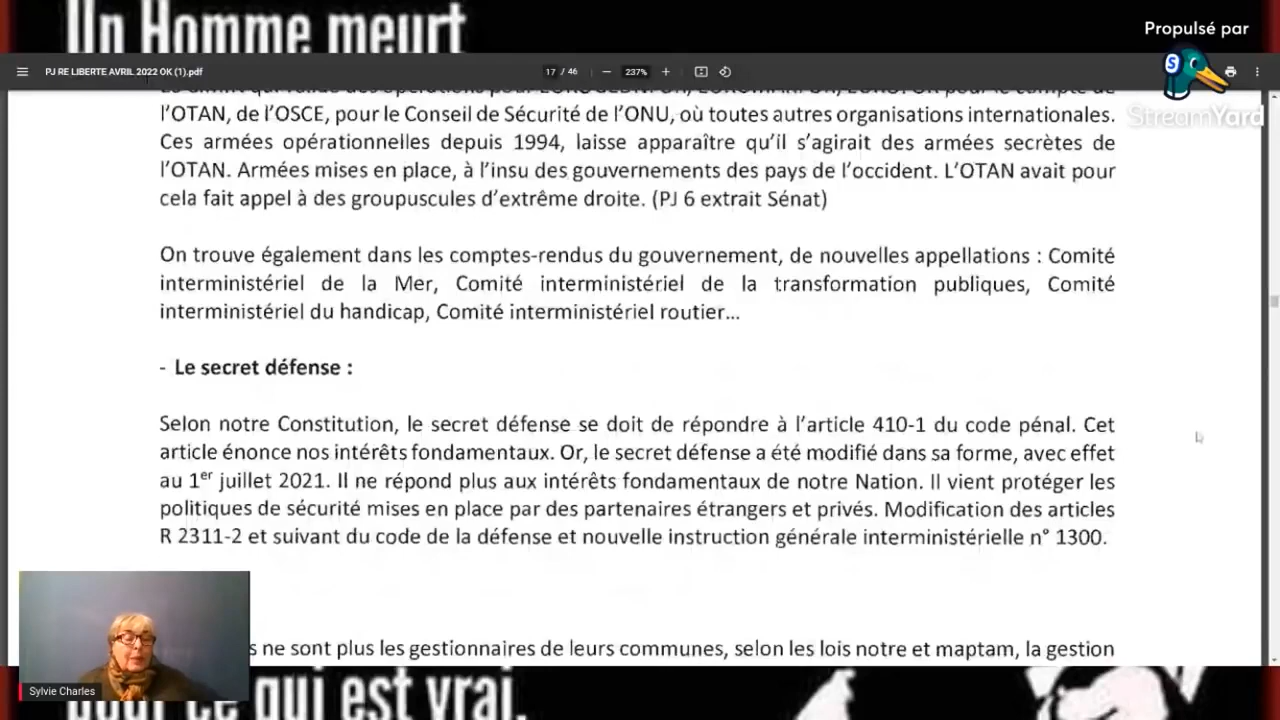 Un Homme meurt
Propulsé par
PJ RE LIBERTE AVRIL 2022 OK (1).pdf
17 / 46
237%
StreamYard
l’OTAN, de l’OSCE, pour le Conseil de Sécurité de l’ONU, où toutes autres organisations internationales.
Ces armées opérationnelles depuis 1994, laisse apparaître qu’il s’agirait des armées secrètes de
l’OTAN. Armées mises en place, à l’insu des gouvernements des pays de l’occident. L’OTAN avait pour
cela fait appel à des groupuscules d’extrême droite. (PJ 6 extrait Sénat)
On trouve également dans les comptes-rendus du gouvernement, de nouvelles appellations : Comité
interministériel de la Mer, Comité interministériel de la transformation publiques, Comité
interministériel du handicap, Comité interministériel routier…
- Le secret défense :
Selon notre Constitution, le secret défense se doit de répondre à l’article 410-1 du code pénal. Cet
article énonce nos intérêts fondamentaux. Or, le secret défense a été modifié dans sa forme, avec effet
au 1er juillet 2021. Il ne répond plus aux intérêts fondamentaux de notre Nation. Il vient protéger les
politiques de sécurité mises en place par des partenaires étrangers et privés. Modification des articles
R 2311-2 et suivant du code de la défense et nouvelle instruction générale interministérielle n° 1300.
ne sont plus les gestionnaires de leurs communes, selon les lois notre et maptam, la gestion
Sylvie Charles
pour ce qui est vrai.